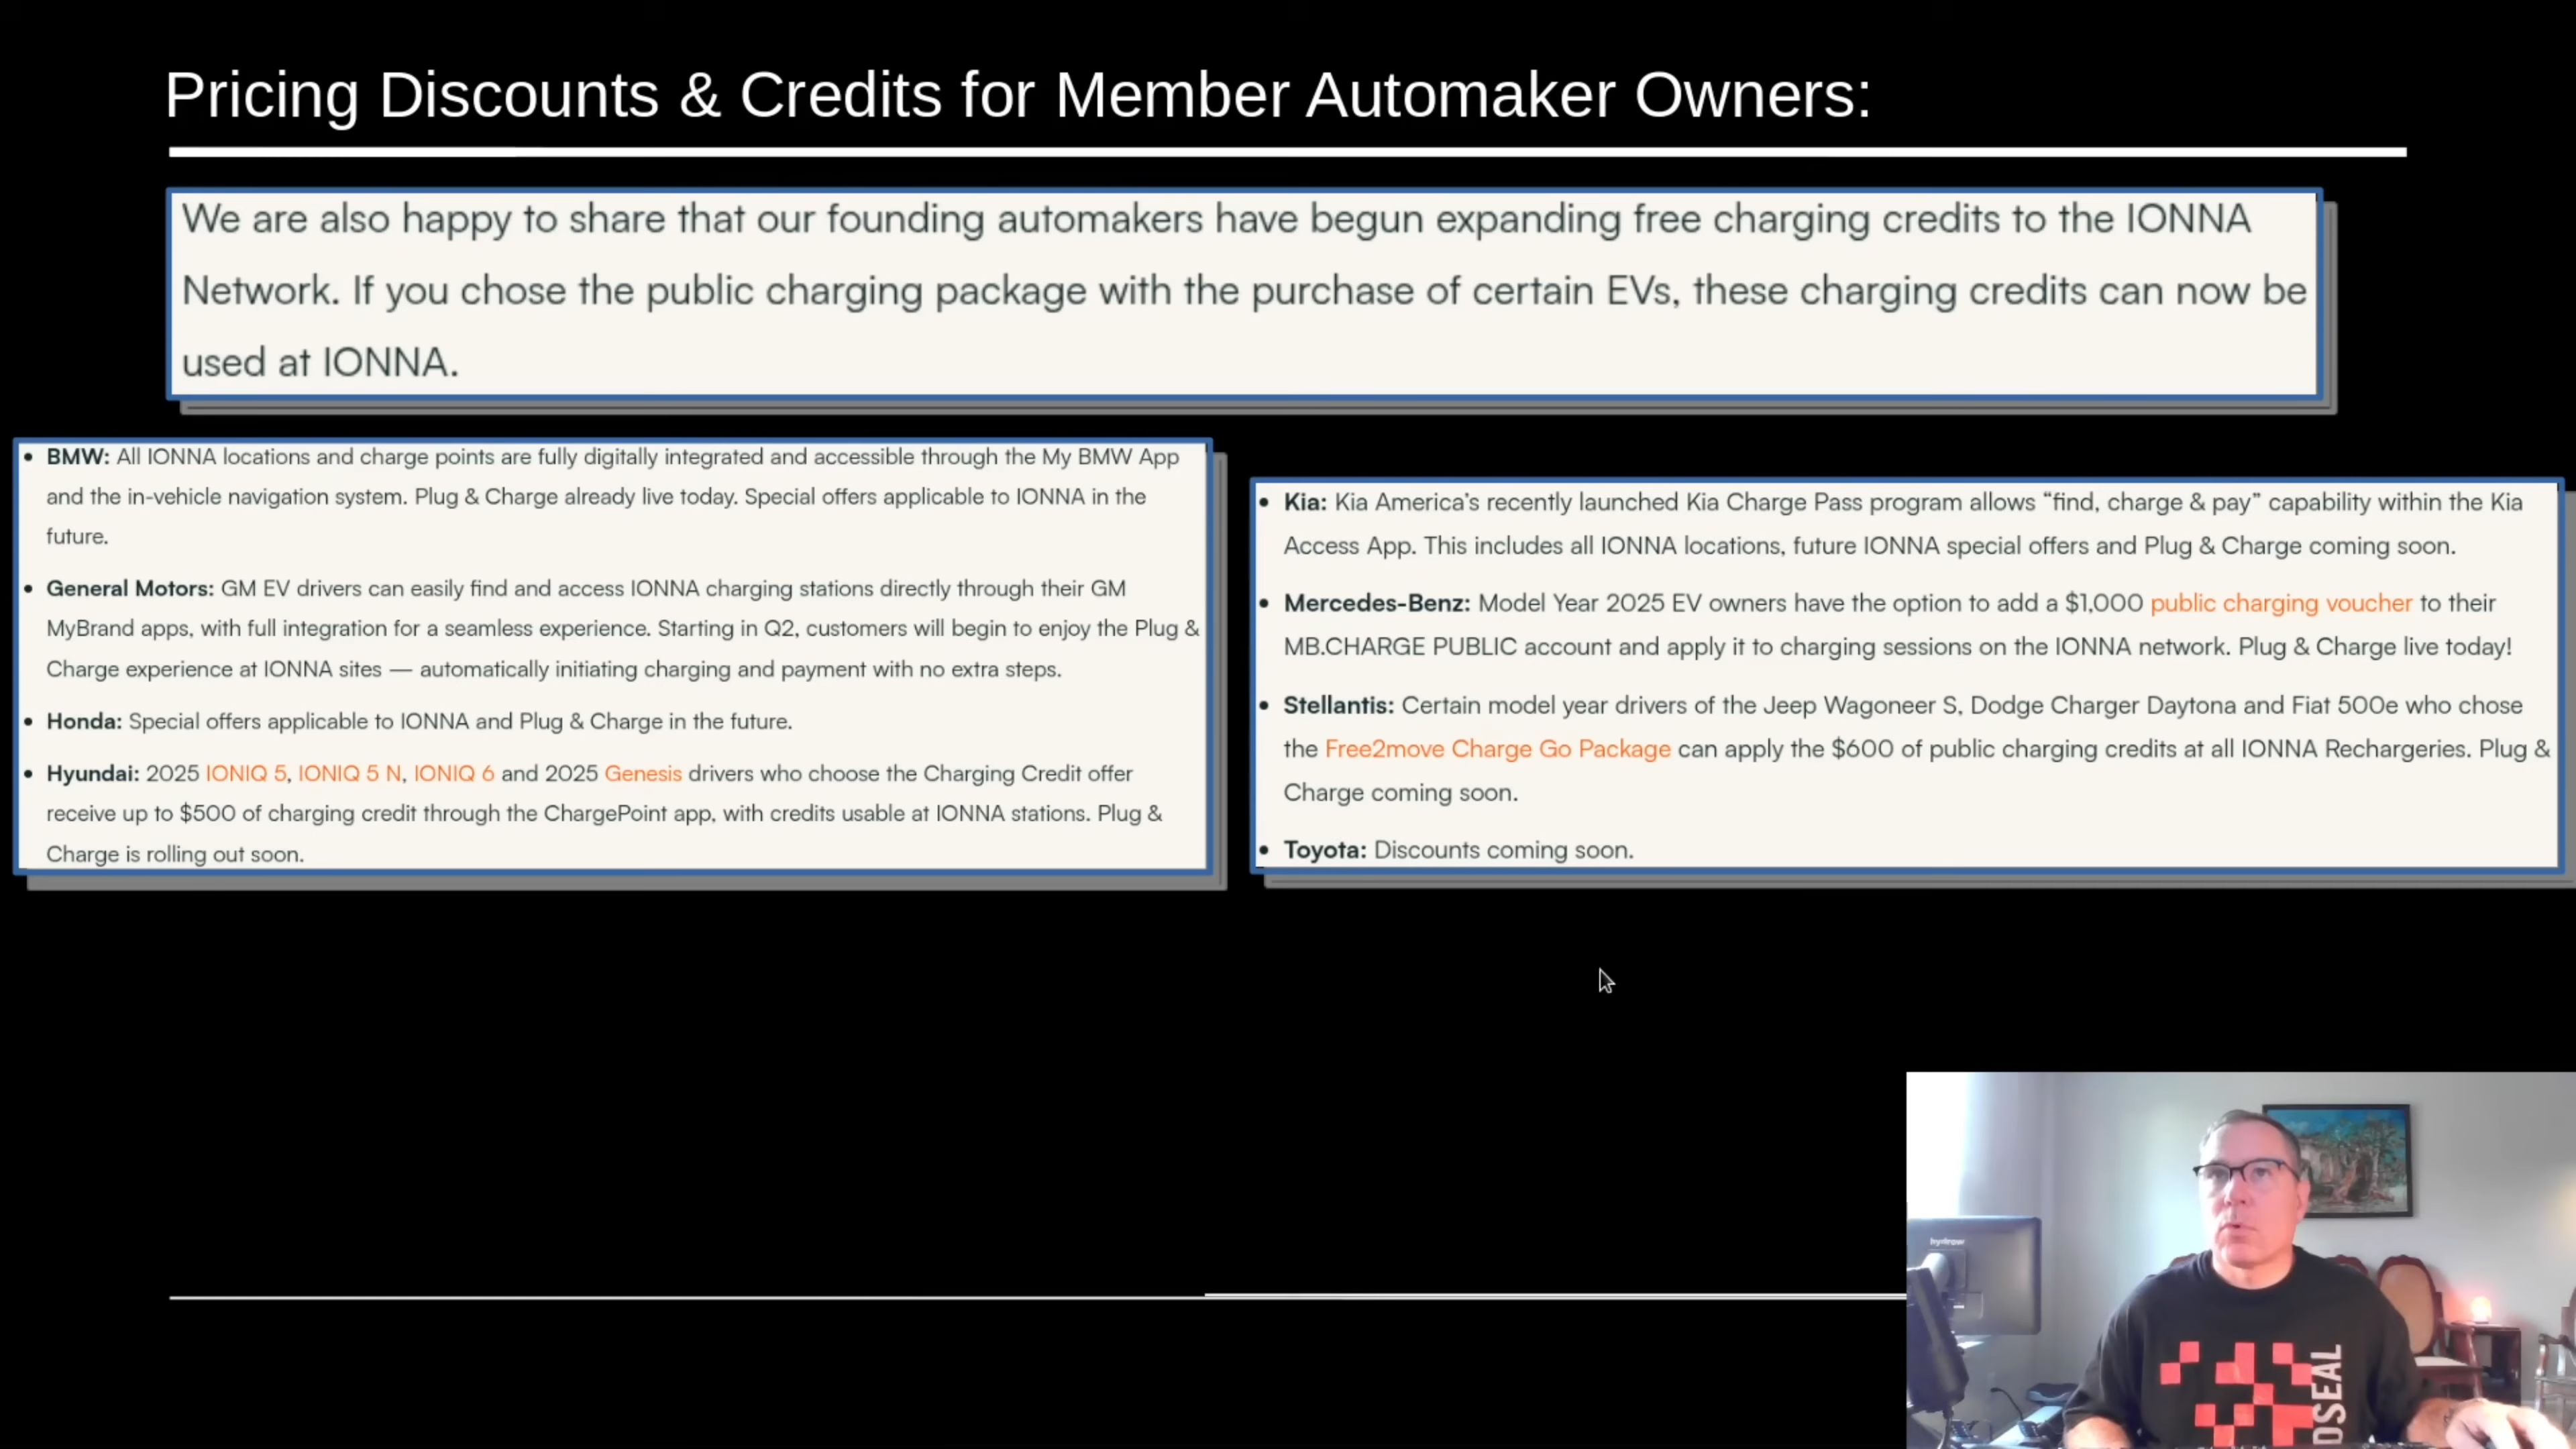 Pricing Discounts & Credits for Member Automaker Owners:
We are also happy to share that our founding automakers have begun expanding free charging credits to the IONNA
Network. If you chose the public charging package with the purchase of certain EVs, these charging credits can now be
used at IONNA.
• BMW: All IONNA locations and charge points are fully digitally integrated and accessible through the My BMW App
and the in-vehicle navigation system. Plug & Charge already live today. Special offers applicable to IONNA in the
future.
• General Motors: GM EV drivers can easily find and access IONNA charging stations directly through their GM
MyBrand apps, with full integration for a seamless experience. Starting in Q2, customers will begin to enjoy the Plug &
Charge experience at IONNA sites — automatically initiating charging and payment with no extra steps.
• Honda: Special offers applicable to IONNA and Plug & Charge in the future.
• Hyundai: 2025 IONIQ 5, IONIQ 5 N, IONIQ 6 and 2025 Genesis drivers who choose the Charging Credit offer
receive up to $500 of charging credit through the ChargePoint app, with credits usable at IONNA stations. Plug &
Charge is rolling out soon.
• Kia: Kia America’s recently launched Kia Charge Pass program allows “find, charge & pay” capability within the Kia
Access App. This includes all IONNA locations, future IONNA special offers and Plug & Charge coming soon.
• Mercedes-Benz: Model Year 2025 EV owners have the option to add a $1,000 public charging voucher to their
MB.CHARGE PUBLIC account and apply it to charging sessions on the IONNA network. Plug & Charge live today!
• Stellantis: Certain model year drivers of the Jeep Wagoneer S, Dodge Charger Daytona and Fiat 500e who chose
the Free2move Charge Go Package can apply the $600 of public charging credits at all IONNA Rechargeries. Plug &
Charge coming soon.
• Toyota: Discounts coming soon.
hydrow
DSEAL